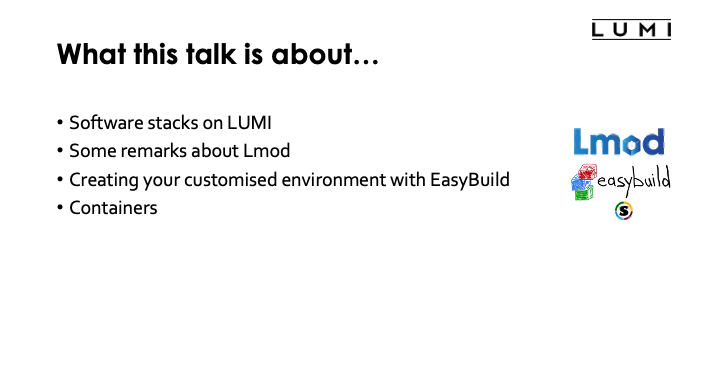 LUMI
What this talk is about…
• Software stacks on LUMI
• Some remarks about Lmod
• Creating your customised environment with EasyBuild
• Containers
Lmod
easybuild
S